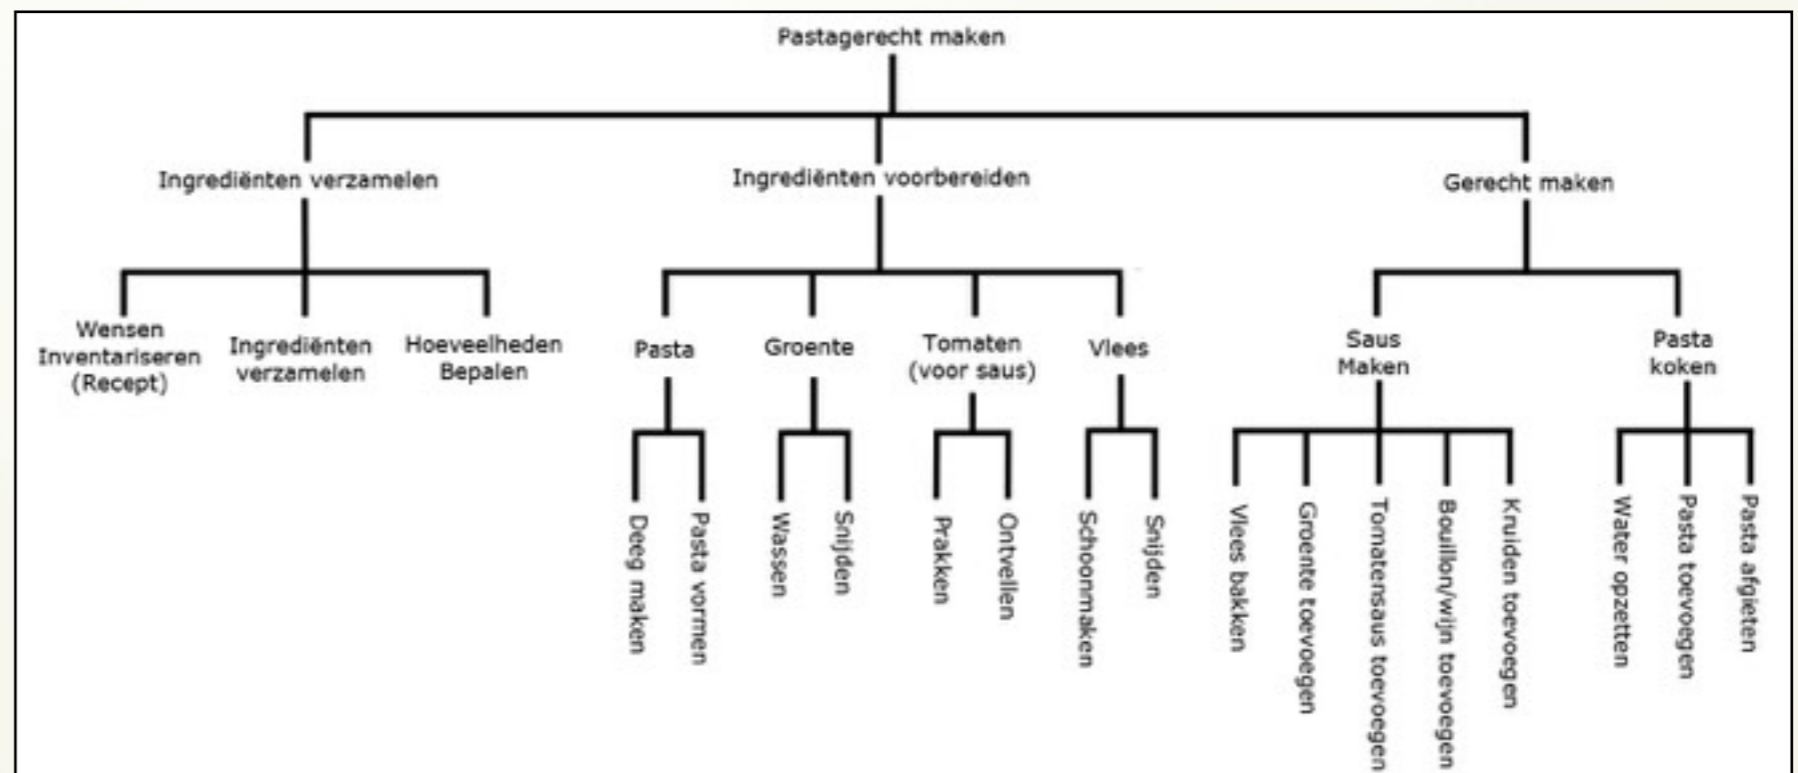 Pastagerecht maken
Ingrediënten verzamelen
Ingrediënten voorbereiden
Gerecht maken
Wensen
Inventariseren
(Recept)
Ingrediënten
verzamelen
Hoeveelheden
Bepalen
Pasta
Groente
Tomaten
(voor saus)
Vlees
Saus
Maken
Pasta
koken
Deeg maken
Pasta vormen
Wassen
Snijden
Prakken
Ontvellen
Schoonmaken
Snijden
Vlees bakken
Groente toevoegen
Tomatensaus toevoegen
Bouillon/wijn toevoegen
Kruiden toevoegen
Water opzetten
Pasta toevoegen
Pasta afgieten